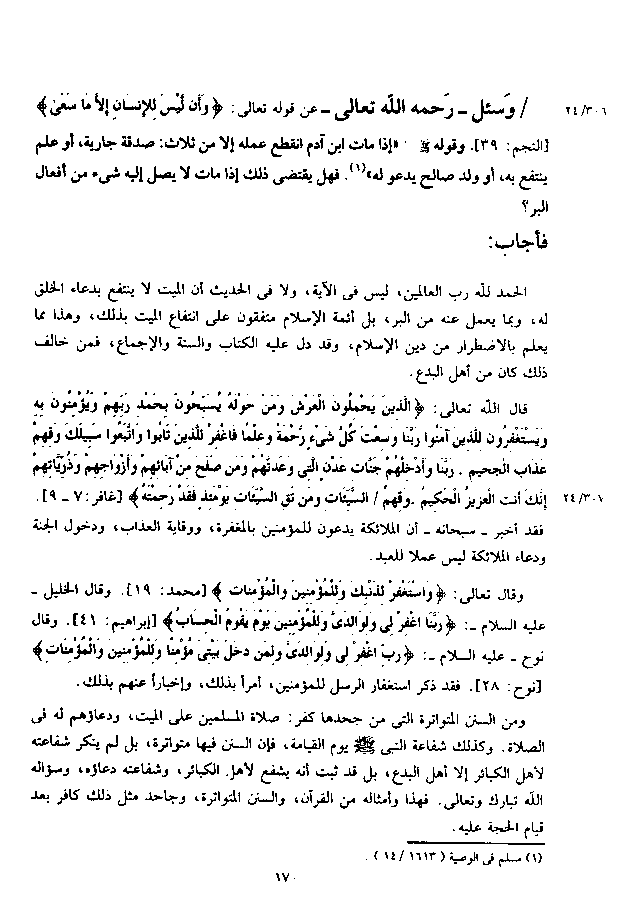 ٢٤/٣٠٦ / وَسئل ـ رَحمه اللّه تعالى ـ عن قوله تعالى: ﴿ وَأَن لَّيْسَ لِلإِنسَانِ إِلاَّ مَا سَعَىٰ ﴾
[النجم: ٣٩]. وقوله ﷺ «إذا مات ابن آدم انقطع عمله إلا من ثلاث: صدقة جارية، أو علم
ينتفع به، أو ولد صالح يدعو له»(١). فهل يقتضى ذلك إذا مات لا يصل إليه شىء من أفعال
البر؟
فأجاب:
الحمد لله رب العالمين، ليس فى الآية، ولا فى الحديث أن الميت لا ينتفع بدعاء الخلق
له، وبما يعمل عنه من البر، بل أئمة الإسلام متفقون على انتفاع الميت بذلك، وهذا مما
يعلم بالاضطرار من دين الإسلام، وقد دل عليه الكتاب والسنة والإجماع، فمن خالف
ذلك كان من أهل البدع.
قال الله تعالى: ﴿ الَّذِينَ يَحْمِلُونَ الْعَرْشَ وَمَنْ حَوْلَهُ يُسَبِّحُونَ بِحَمْدِ رَبِّهِمْ وَيُؤْمِنُونَ بِهِ
وَيَسْتَغْفِرُونَ لِلَّذِينَ آمَنُوا رَبَّنَا وَسِعْتَ كُلَّ شَيْءٍ رَّحْمَةً وَعِلْمًا فَاغْفِرْ لِلَّذِينَ تَابُوا وَاتَّبَعُوا سَبِيلَكَ وَقِهِمْ
عَذَابَ الْجَحِيمِ . رَبَّنَا وَأَدْخِلْهُمْ جَنَّاتِ عَدْنٍ الَّتِي وَعَدتَّهُمْ وَمَن صَلَحَ مِنْ آبَائِهِمْ وَأَزْوَاجِهِمْ وَذُرِّيَّاتِهِمْ
٢٤/٣٠٧ إِنَّكَ أَنتَ الْعَزِيزُ الْحَكِيمُ . وَقِهِمُ / السَّيِّئَاتِ وَمَن تَقِ السَّيِّئَاتِ يَوْمَئِذٍ فَقَدْ رَحِمْتَهُ ﴾ [غافر: ٧ ـ ٩].
فقد أخبر ـ سبحانه ـ أن الملائكة يدعون للمؤمنين بالمغفرة، ووقاية العذاب، ودخول الجنة
ودعاء الملائكة ليس عملا للعبد.
وقال تعالى: ﴿ وَاسْتَغْفِرْ لِذَنبِكَ وَلِلْمُؤْمِنِينَ وَالْمُؤْمِنَاتِ ﴾ [محمد: ١٩]. وقال الخليل ـ
عليه السلام ـ: ﴿ رَبَّنَا اغْفِرْ لِي وَلِوَالِدَيَّ وَلِلْمُؤْمِنِينَ يَوْمَ يَقُومُ الْحِسَابُ ﴾ [إبراهيم: ٤١]. وقال
نوح ـ عليه السلام ـ: ﴿ رَبِّ اغْفِرْ لِي وَلِوَالِدَيَّ وَلِمَن دَخَلَ بَيْتِيَ مُؤْمِنًا وَلِلْمُؤْمِنِينَ وَالْمُؤْمِنَاتِ ﴾
[نوح: ٢٨]. فقد ذكر استغفار الرسل للمؤمنين، أمراً بذلك، وإخباراً عنهم بذلك.
ومن السنن المتواترة التى من جحدها كفر: صلاة المسلمين على الميت، ودعاؤهم له فى
الصلاة. وكذلك شفاعة النبى ﷺ يوم القيامة، فإن السنن فيها متواترة، بل لم ينكر شفاعته
لأهل الكبائر إلا أهل البدع، بل قد ثبت أنه يشفع لأهل الكبائر، وشفاعته دعاؤه، وسؤاله
الله تبارك وتعالى. فهذا وأمثاله من القرآن، والسنن المتواترة، وجاحد مثل ذلك كافر بعد
قيام الحجة عليه.
(١) مسلم فى الوصية ( ١٦١٣ / ١٤ ) .
١٧٠